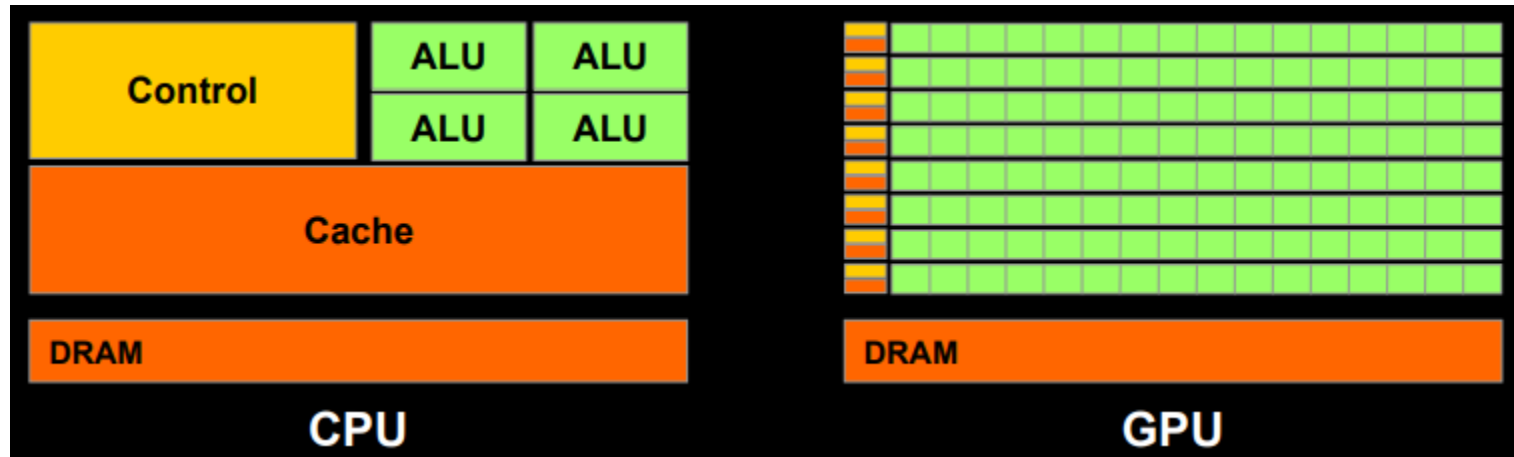 Control
ALU ALU
ALU ALU
Cache
DRAM
CPU
DRAM
GPU